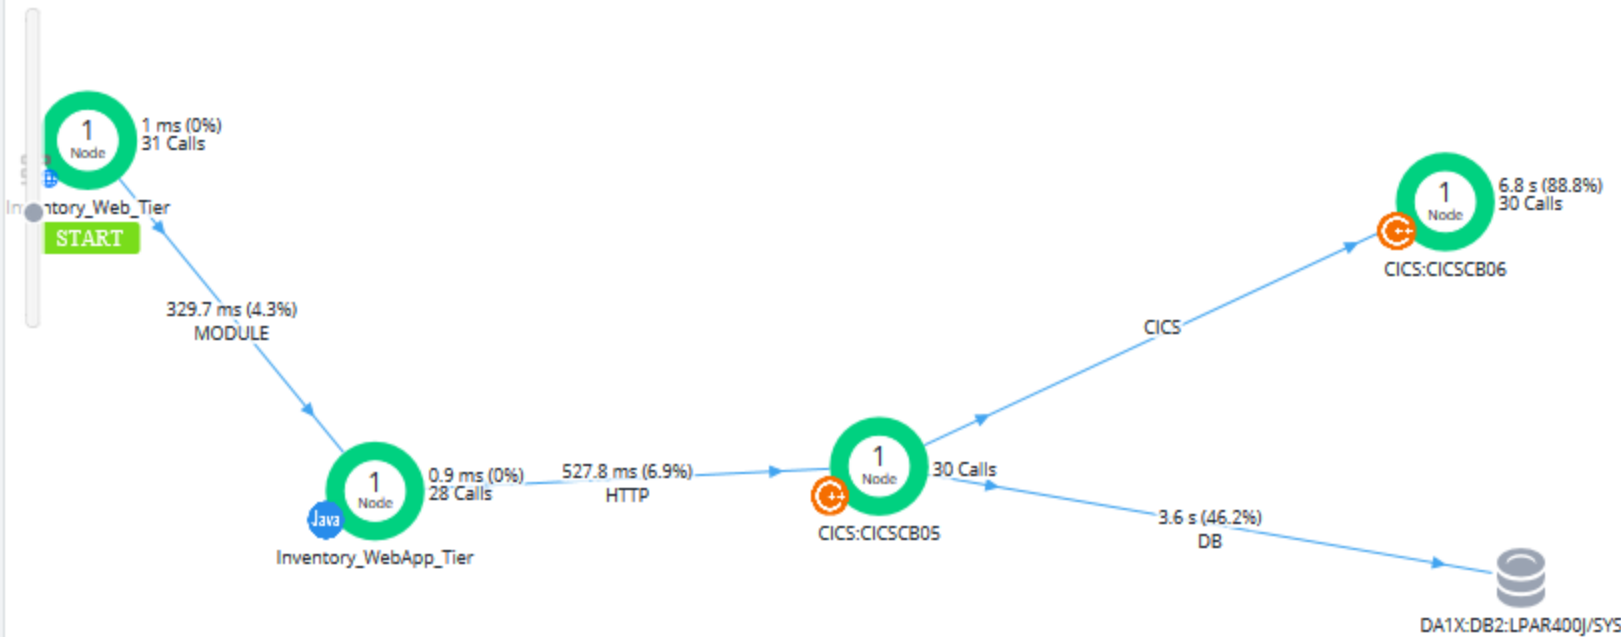 1
Node
1 ms (0%)
31 Calls
Inventory_Web_Tier
START
329.7 ms (4.3%)
MODULE
1
Node
Java
0.9 ms (0%)
28 Calls
Inventory_WebApp_Tier
527.8 ms (6.9%)
HTTP
1
Node
30 Calls
CICS:CICSCB05
CICS
1
Node
6.8 s (88.8%)
30 Calls
CICS:CICSCB06
3.6 s (46.2%)
DB
DA1X:DB2:LPAR400J/SYS